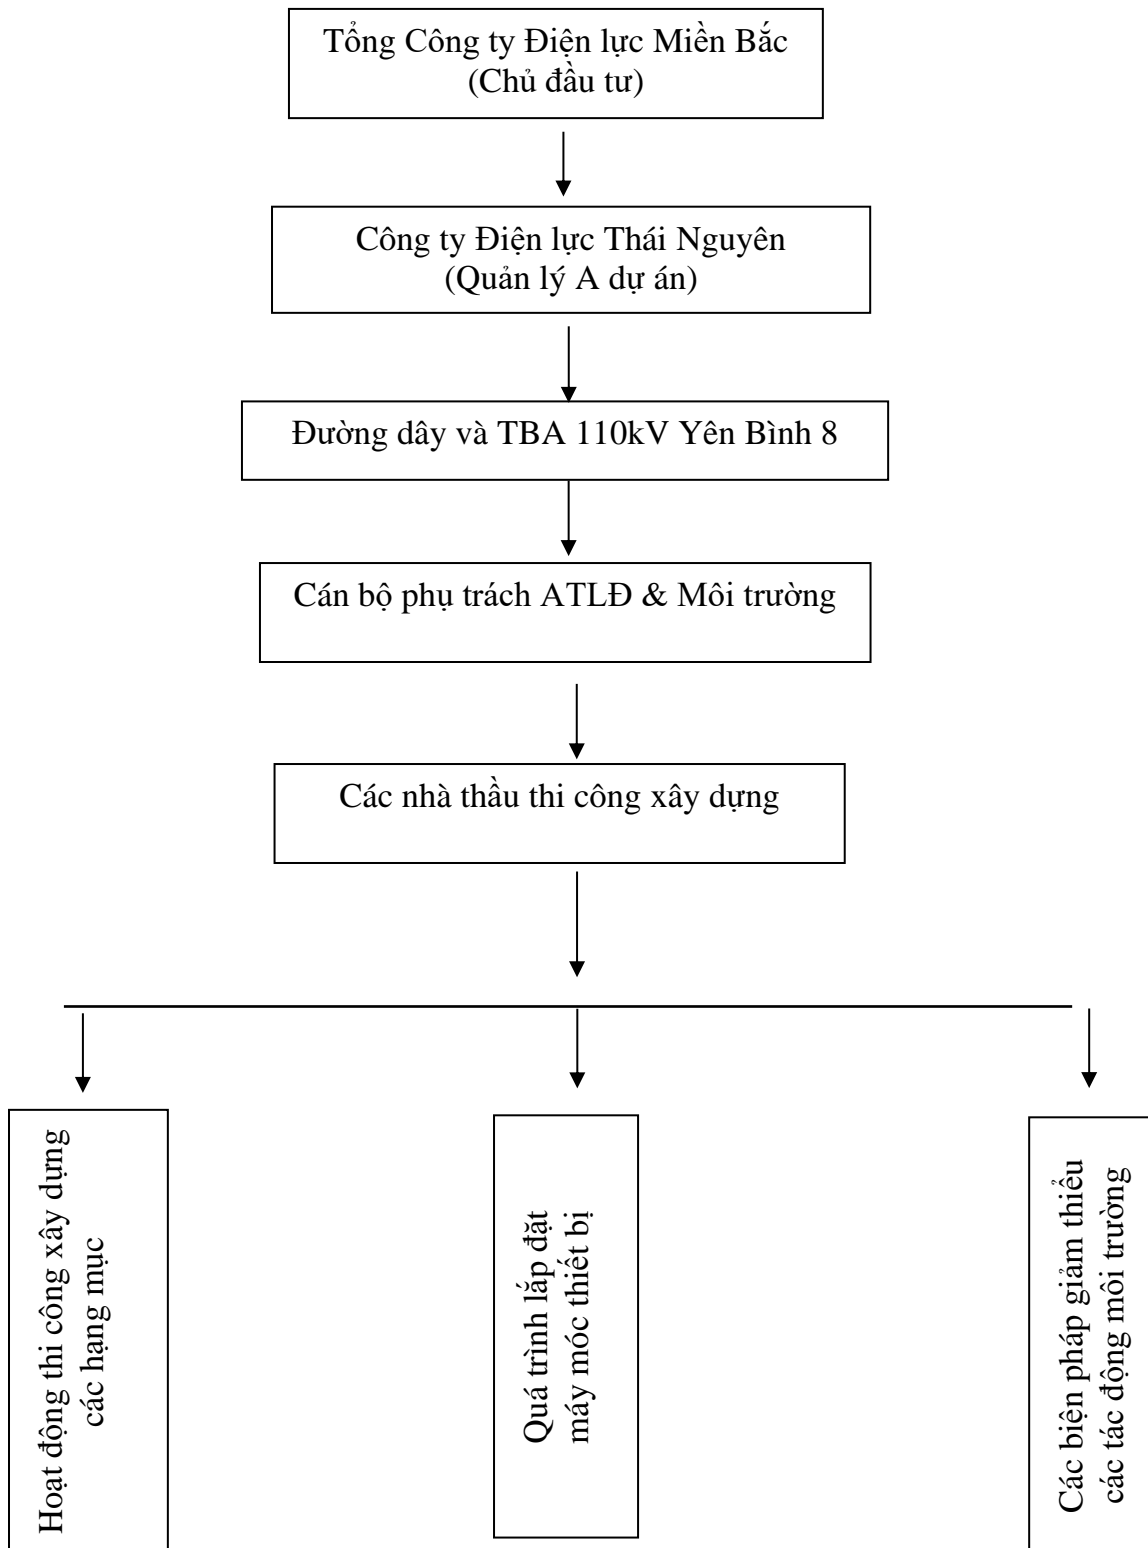 Tổng Công ty Điện lực Miền Bắc
(Chủ đầu tư)
Công ty Điện lực Thái Nguyên
(Quản lý A dự án)
Đường dây và TBA 110kV Yên Bình 8
Cán bộ phụ trách ATLĐ & Môi trường
Các nhà thầu thi công xây dựng
Hoạt động thi công xây dựng
các hạng mục
Quá trình lắp đặt
máy móc thiết bị
Các biện pháp giảm thiểu
các tác động môi trường